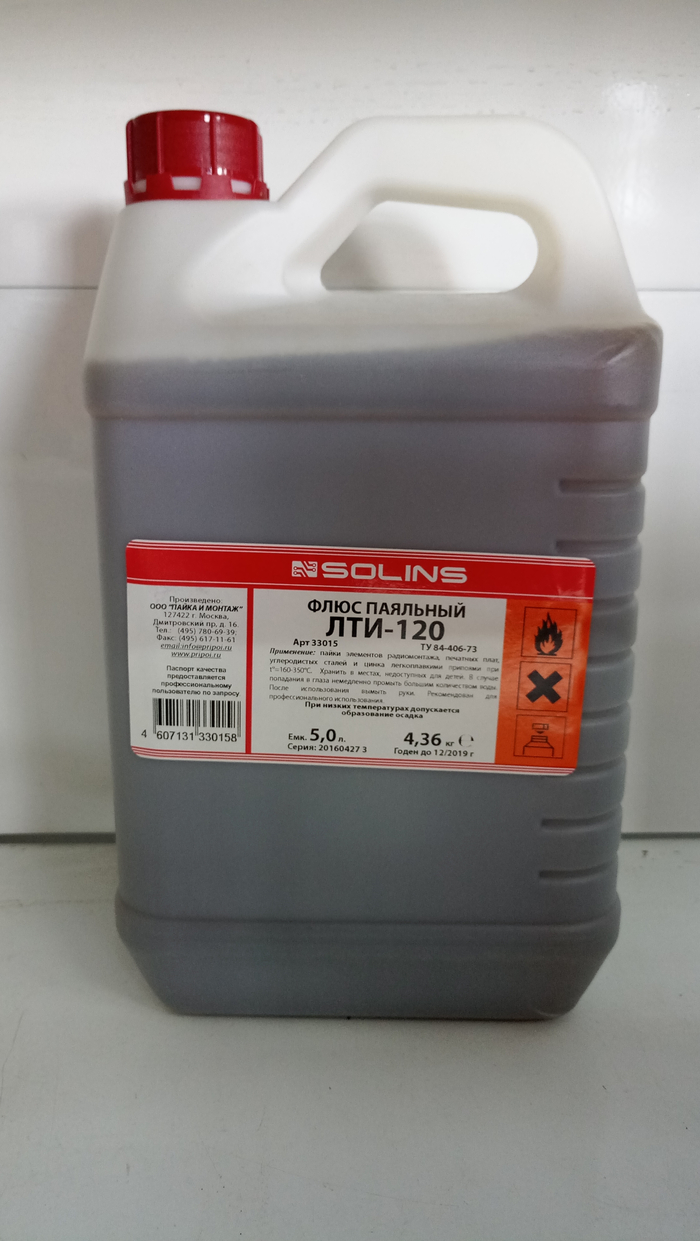 SOLINS
Произведено:
ООО "ПАЙКА И МОНТАЖ"
127422 г. Москва,
Дмитровский пр, д. 16
Тел.: (495) 780-69-39;
Факс: (495) 617-11-61
email info@pripoi.ru
www.pripoi.ru
Паспорт качества
предоставляется
профессиональному
пользователю по запросу
4 607131 330158
ФЛЮС ПАЯЛЬНЫЙ
ЛТИ-120
Арт 33015 ТУ 84-406-73
Применение: пайки элементов радиомонтажа, печатных плат,
углеродистых сталей и цинка легкоплавкими припоями при
t°=160-350°С. Хранить в местах, недоступных для детей. В случае
попадания в глаза немедленно промыть большим количеством воды.
После использования вымыть руки. Рекомендован для
профессионального использования.
При низких температурах допускается
образование осадка
Емк. 5,0 л. 4,36 кг ℮
Серия: 20160427 3 Годен до 12/2019 г